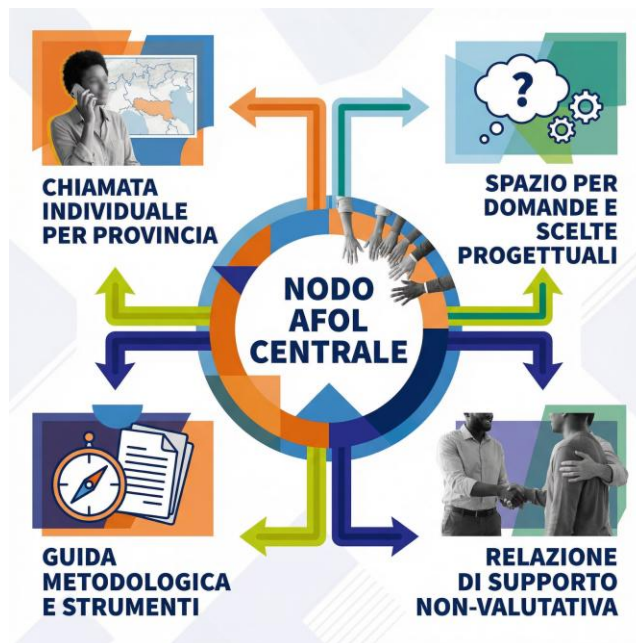 CHIAMATA
INDIVIDUALE
PER PROVINCIA
?
SPAZIO PER
DOMANDE E
SCELTE
PROGETTUALI
NODO
AFOL
CENTRALE
GUIDA
METODOLOGICA
E STRUMENTI
RELAZIONE
DI SUPPORTO
NON-VALUTATIVA